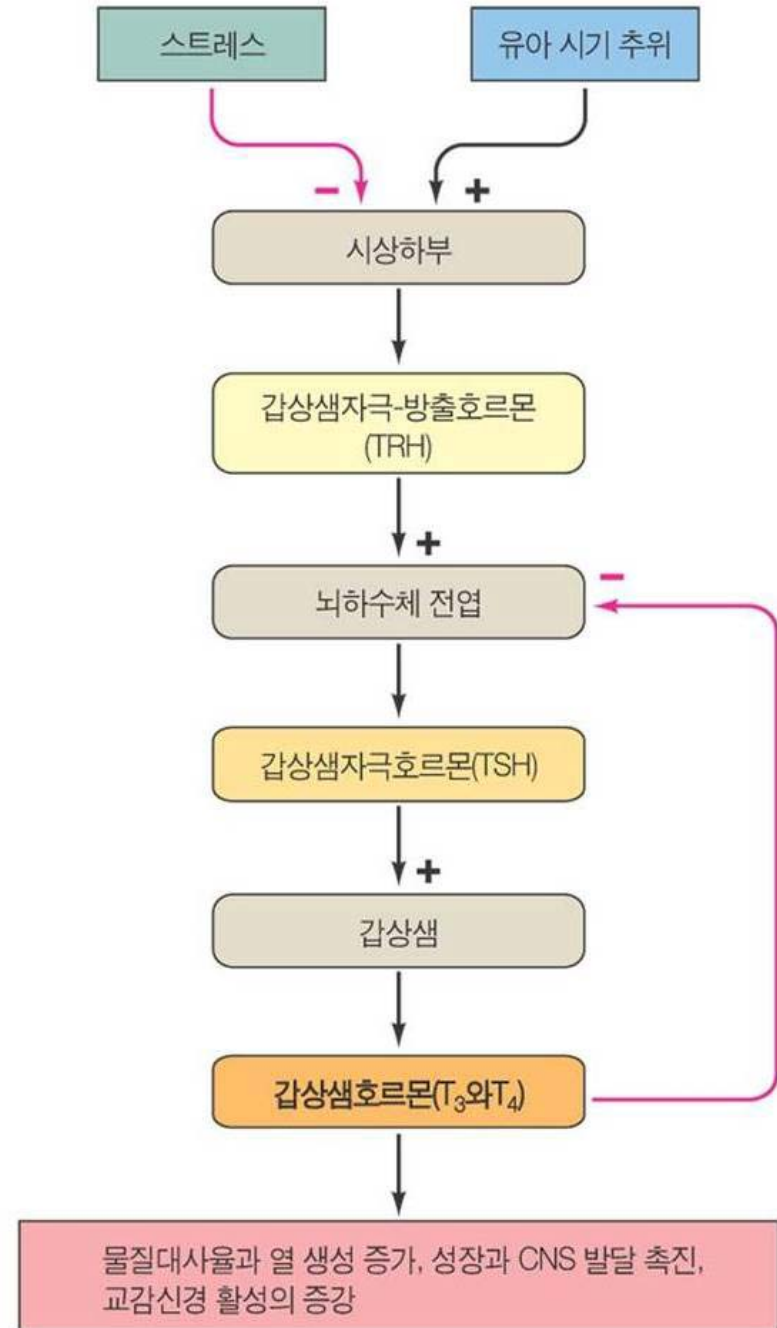 스트레스
유아 시기 추위
− +
시상하부
갑상샘자극-방출호르몬
(TRH)
+
−
뇌하수체 전엽
갑상샘자극호르몬(TSH)
+
갑상샘
갑상샘호르몬(T₃와T₄)
물질대사율과 열 생성 증가, 성장과 CNS 발달 촉진,
교감신경 활성의 증강